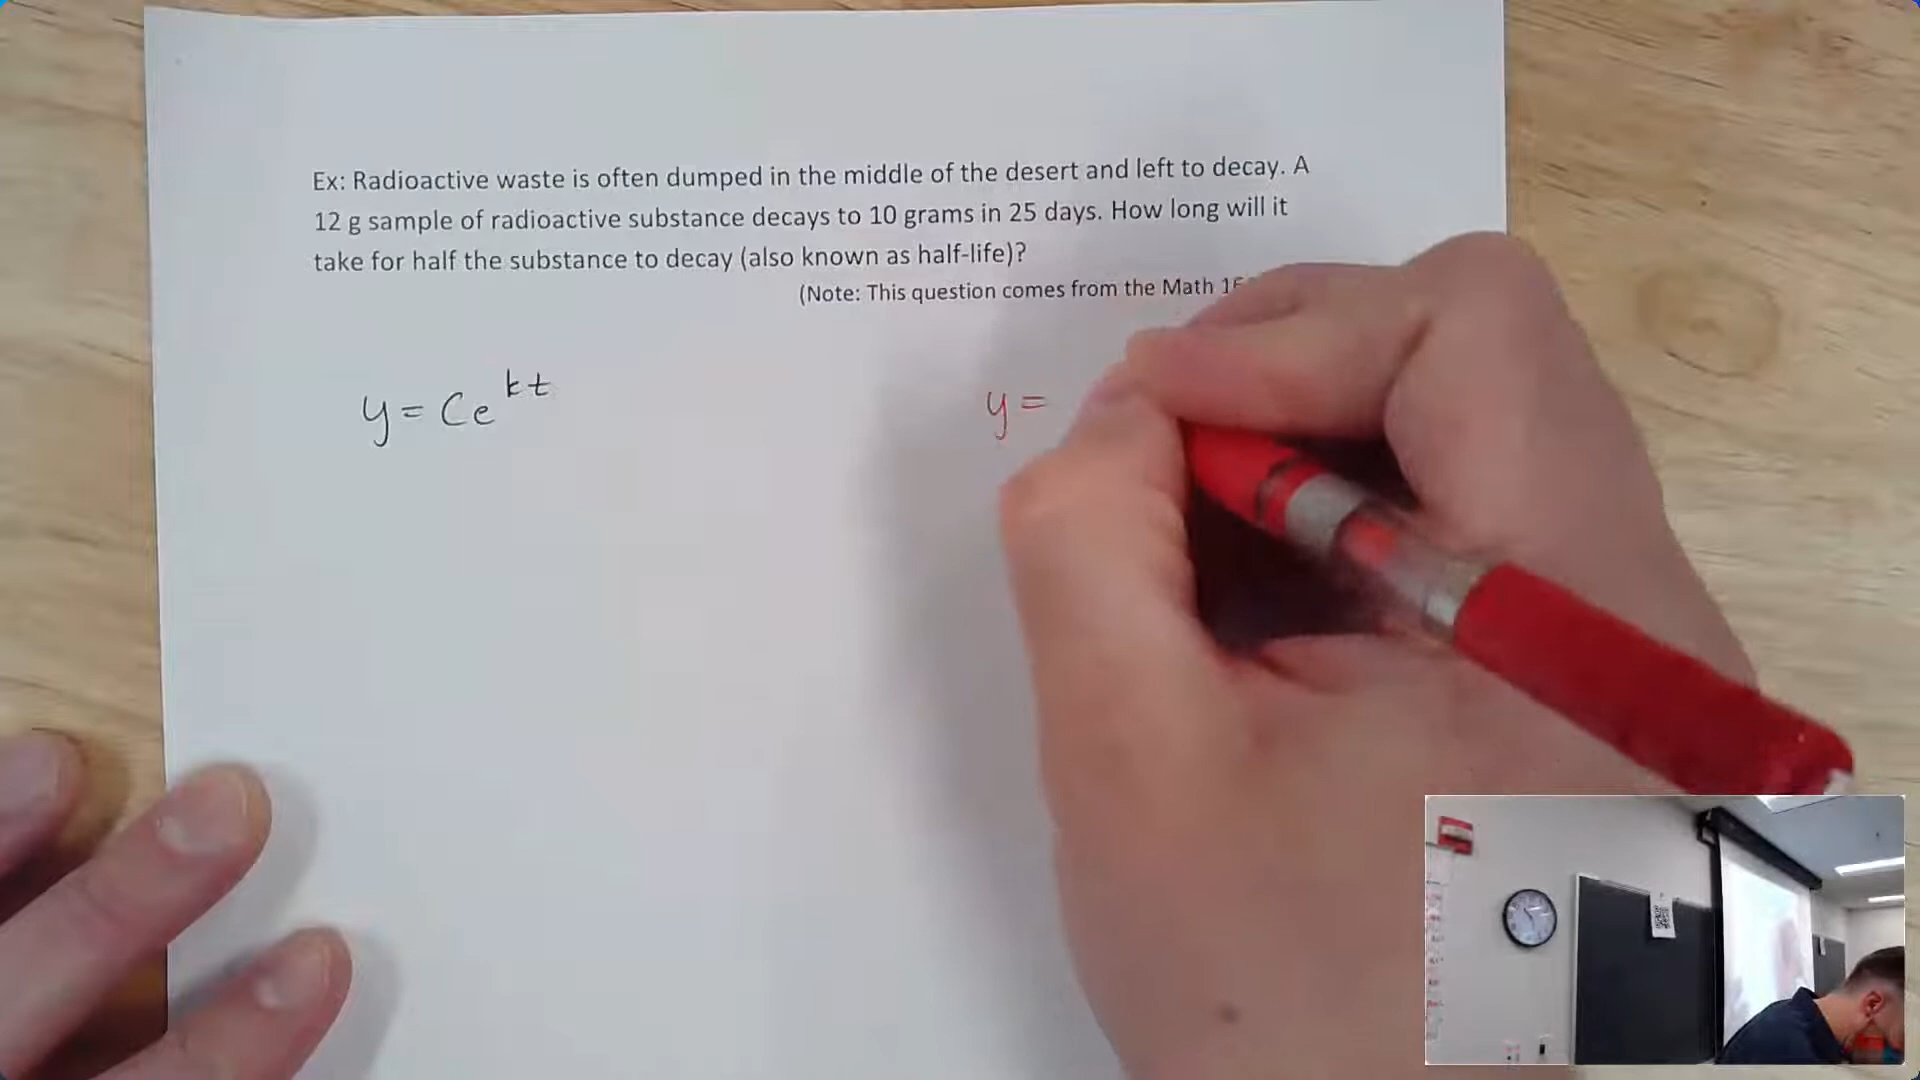 Ex: Radioactive waste is often dumped in the middle of the desert and left to decay. A
12 g sample of radioactive substance decays to 10 grams in 25 days. How long will it
take for half the substance to decay (also known as half-life)?
(Note: This question comes from the Math
y = Ce^{kt}
y =